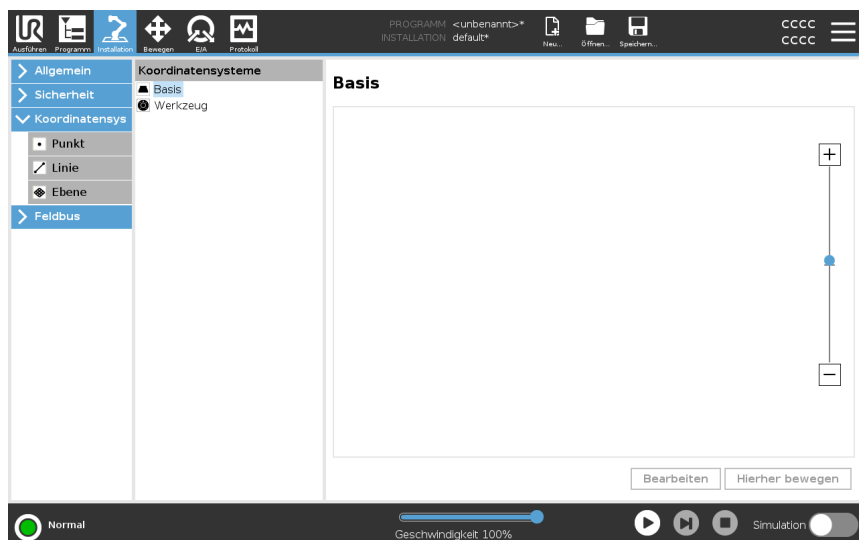 PROGRAMM <unbenannt>*
INSTALLATION default*
UR
Ausführen Programm Installation Bewegen E/A Protokoll
Neu... Öffnen... Speichern...
CCCC
CCCC
Allgemein
Sicherheit
Koordinatensys
Punkt
Linie
Ebene
Feldbus
Koordinatensysteme
Basis
Werkzeug
Basis
+
−
Bearbeiten Hierher bewegen
Normal
Geschwindigkeit 100%
Simulation